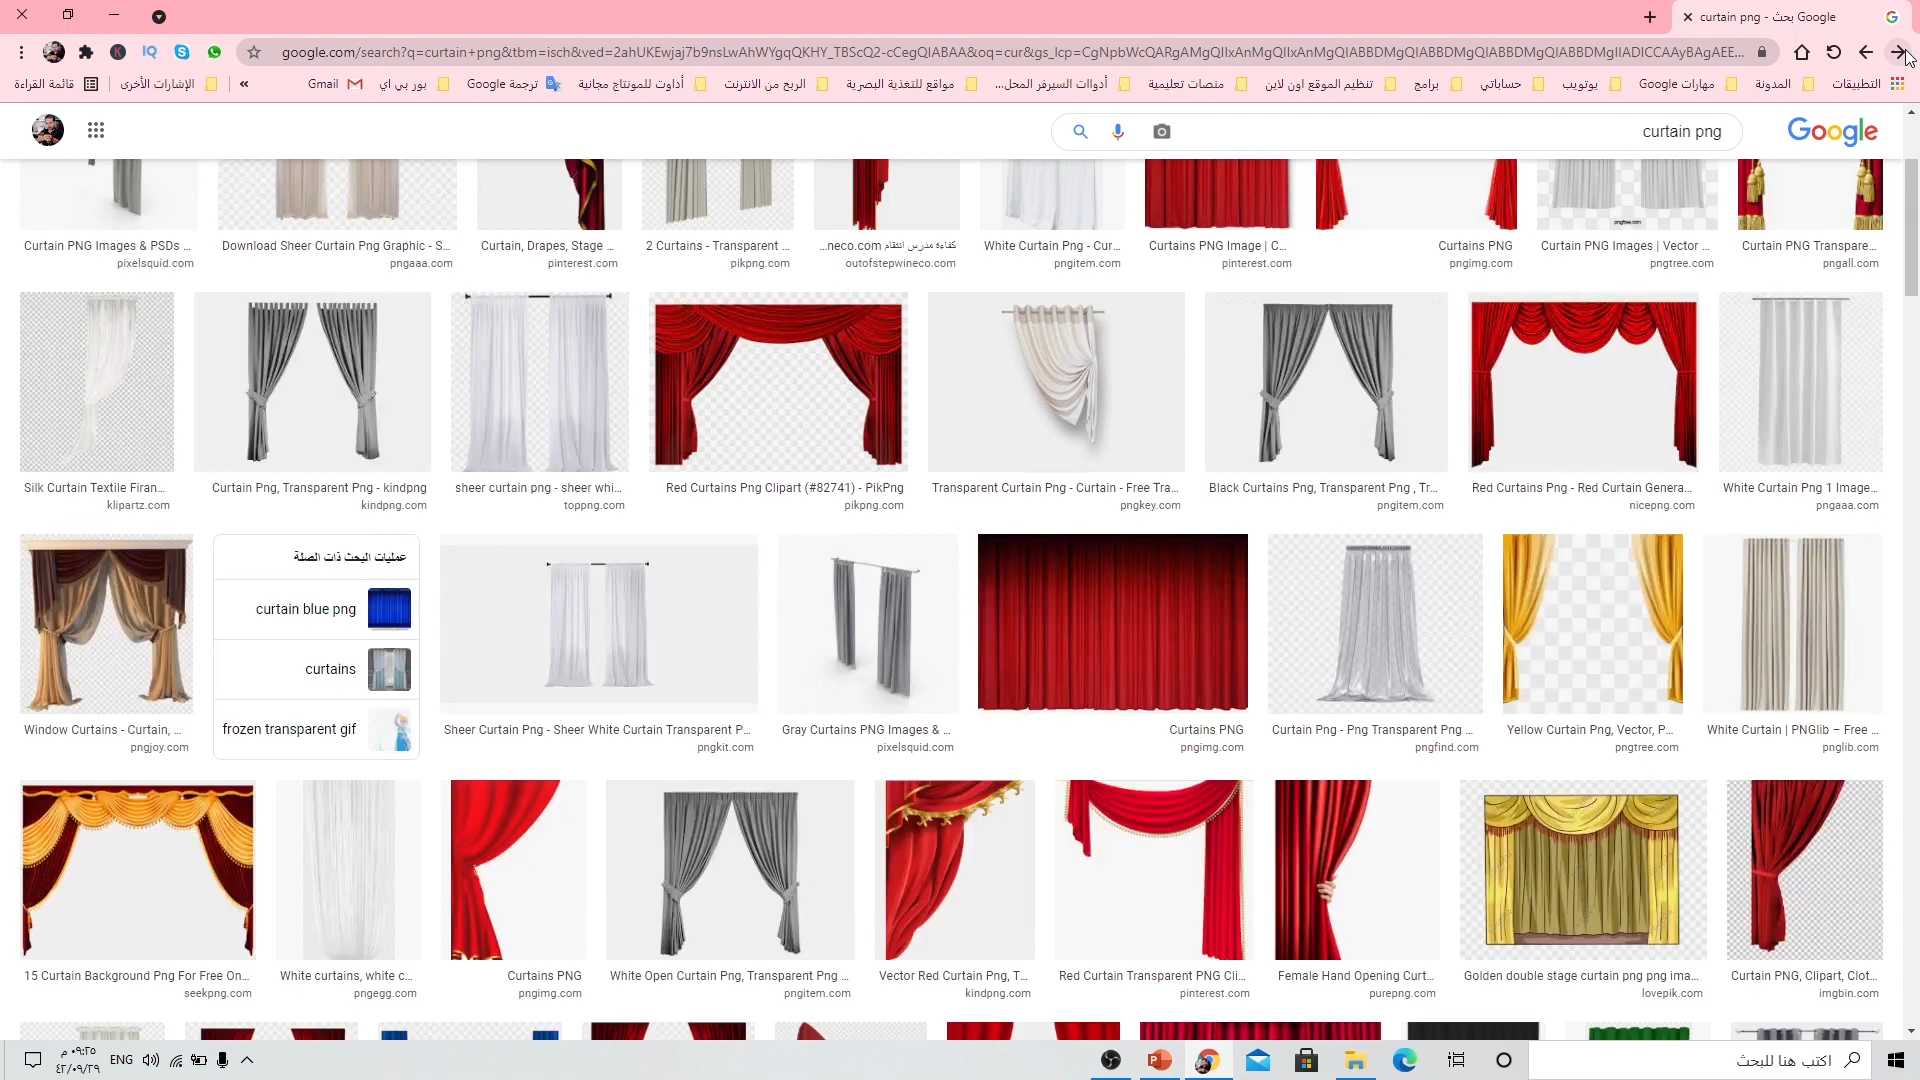 curtain png - بحث Google
google.com/search?q=curtain+png&tbm=isch&ved=2ahUKEwjaj7b9nsLwAhWYgqQKHY_TBScQ2-cCegQIABAA&oq=cur&gs_lcp=CgNpbWcQARgAMgQIIxAnMgQIIxAnMgQIABBDMgQIABBDMgQIABBDMgQIABBDMgIIADICCAAyBAgAEE...
التطبيقات
المدونة
مهارات Google
يوتيوب
حساباتي
برامج
تنظيم الموقع اون لاين
منصات تعليمية
أدواات السيرفر المحل...
مواقع للتغذية البصرية
الربح من الانترنت
أداوت للمونتاج مجانية
ترجمة Google
بور بي اي
Gmail
»
الإشارات الأخرى
قائمة القراءة
Google
curtain png
Curtain PNG Images & PSDs ...
pixelsquid.com
Download Sheer Curtain Png Graphic - S...
pngaaa.com
Curtain, Drapes, Stage ...
pinterest.com
2 Curtains - Transparent ...
pikpng.com
كفاءة مدرس انتقام neco.com...
outofstepwineco.com
White Curtain Png - Cur...
pngitem.com
Curtains PNG Image | C...
pinterest.com
Curtains PNG
pngimg.com
pngtree.com
Curtain PNG Images | Vector ...
pngtree.com
Curtain PNG Transpare...
pngall.com
Silk Curtain Textile Firan...
klipartz.com
Curtain Png, Transparent Png - kindpng
kindpng.com
sheer curtain png - sheer whi...
toppng.com
Red Curtains Png Clipart (#82741) - PikPng
pikpng.com
Transparent Curtain Png - Curtain - Free Tra...
pngkey.com
Black Curtains Png, Transparent Png , Tr...
pngitem.com
Red Curtains Png - Red Curtain Genera...
nicepng.com
White Curtain Png 1 Image...
pngaaa.com
Window Curtains - Curtain, ...
pngjoy.com
عمليات البحث ذات الصلة
curtain blue png
curtains
frozen transparent gif
Sheer Curtain Png - Sheer White Curtain Transparent P...
pngkit.com
Gray Curtains PNG Images & ...
pixelsquid.com
Curtains PNG
pngimg.com
Curtain Png - Png Transparent Png ...
pngfind.com
Yellow Curtain Png, Vector, P...
pngtree.com
White Curtain | PNGlib – Free ...
pnglib.com
15 Curtain Background Png For Free On...
seekpng.com
White curtains, white c...
pngegg.com
Curtains PNG
pngimg.com
White Open Curtain Png, Transparent Png ...
pngitem.com
Vector Red Curtain Png, T...
kindpng.com
Red Curtain Transparent PNG Cli...
pinterest.com
Female Hand Opening Curt...
purepng.com
Golden double stage curtain png png ima...
lovepik.com
Curtain PNG, Clipart, Clot...
imgbin.com
اكتب هنا للبحث
ENG
٠٩:٢٥ م
٤٢/٠٩/٢٩